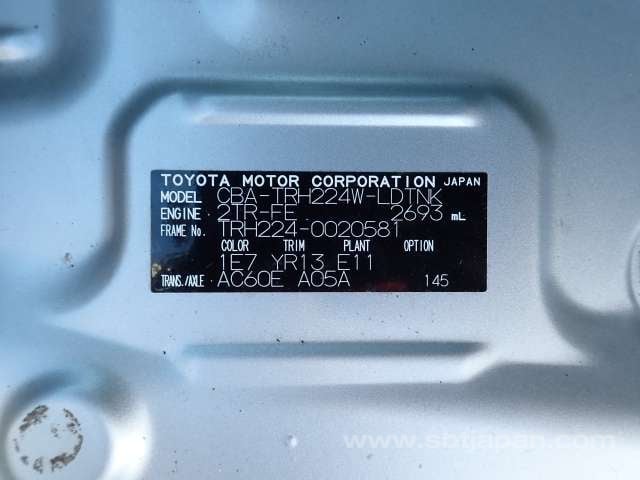 TOYOTA MOTOR CORPORATION JAPAN
MODEL CBA-TRH224W-LDTNK
ENGINE 2TR-FE 2693 mL
FRAME No. TRH224-0020581
COLOR TRIM PLANT OPTION
1E7 YR13 E11
TRANS./AXLE AC60E A05A 145
www.sbtjapan.com